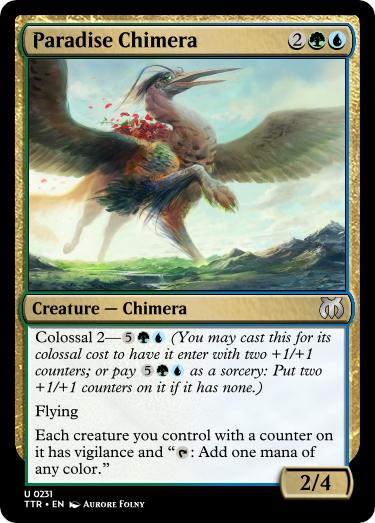 Paradise Chimera 2
Creature — Chimera
Colossal 2—5 (You may cast this for its
colossal cost to have it enter with two +1/+1
counters; or pay 5 as a sorcery: Put two
+1/+1 counters on it if it has none.)
Flying
Each creature you control with a counter on
it has vigilance and “: Add one mana of
any color.”
2/4
U 0231
TTR • EN AURORE FOLNY